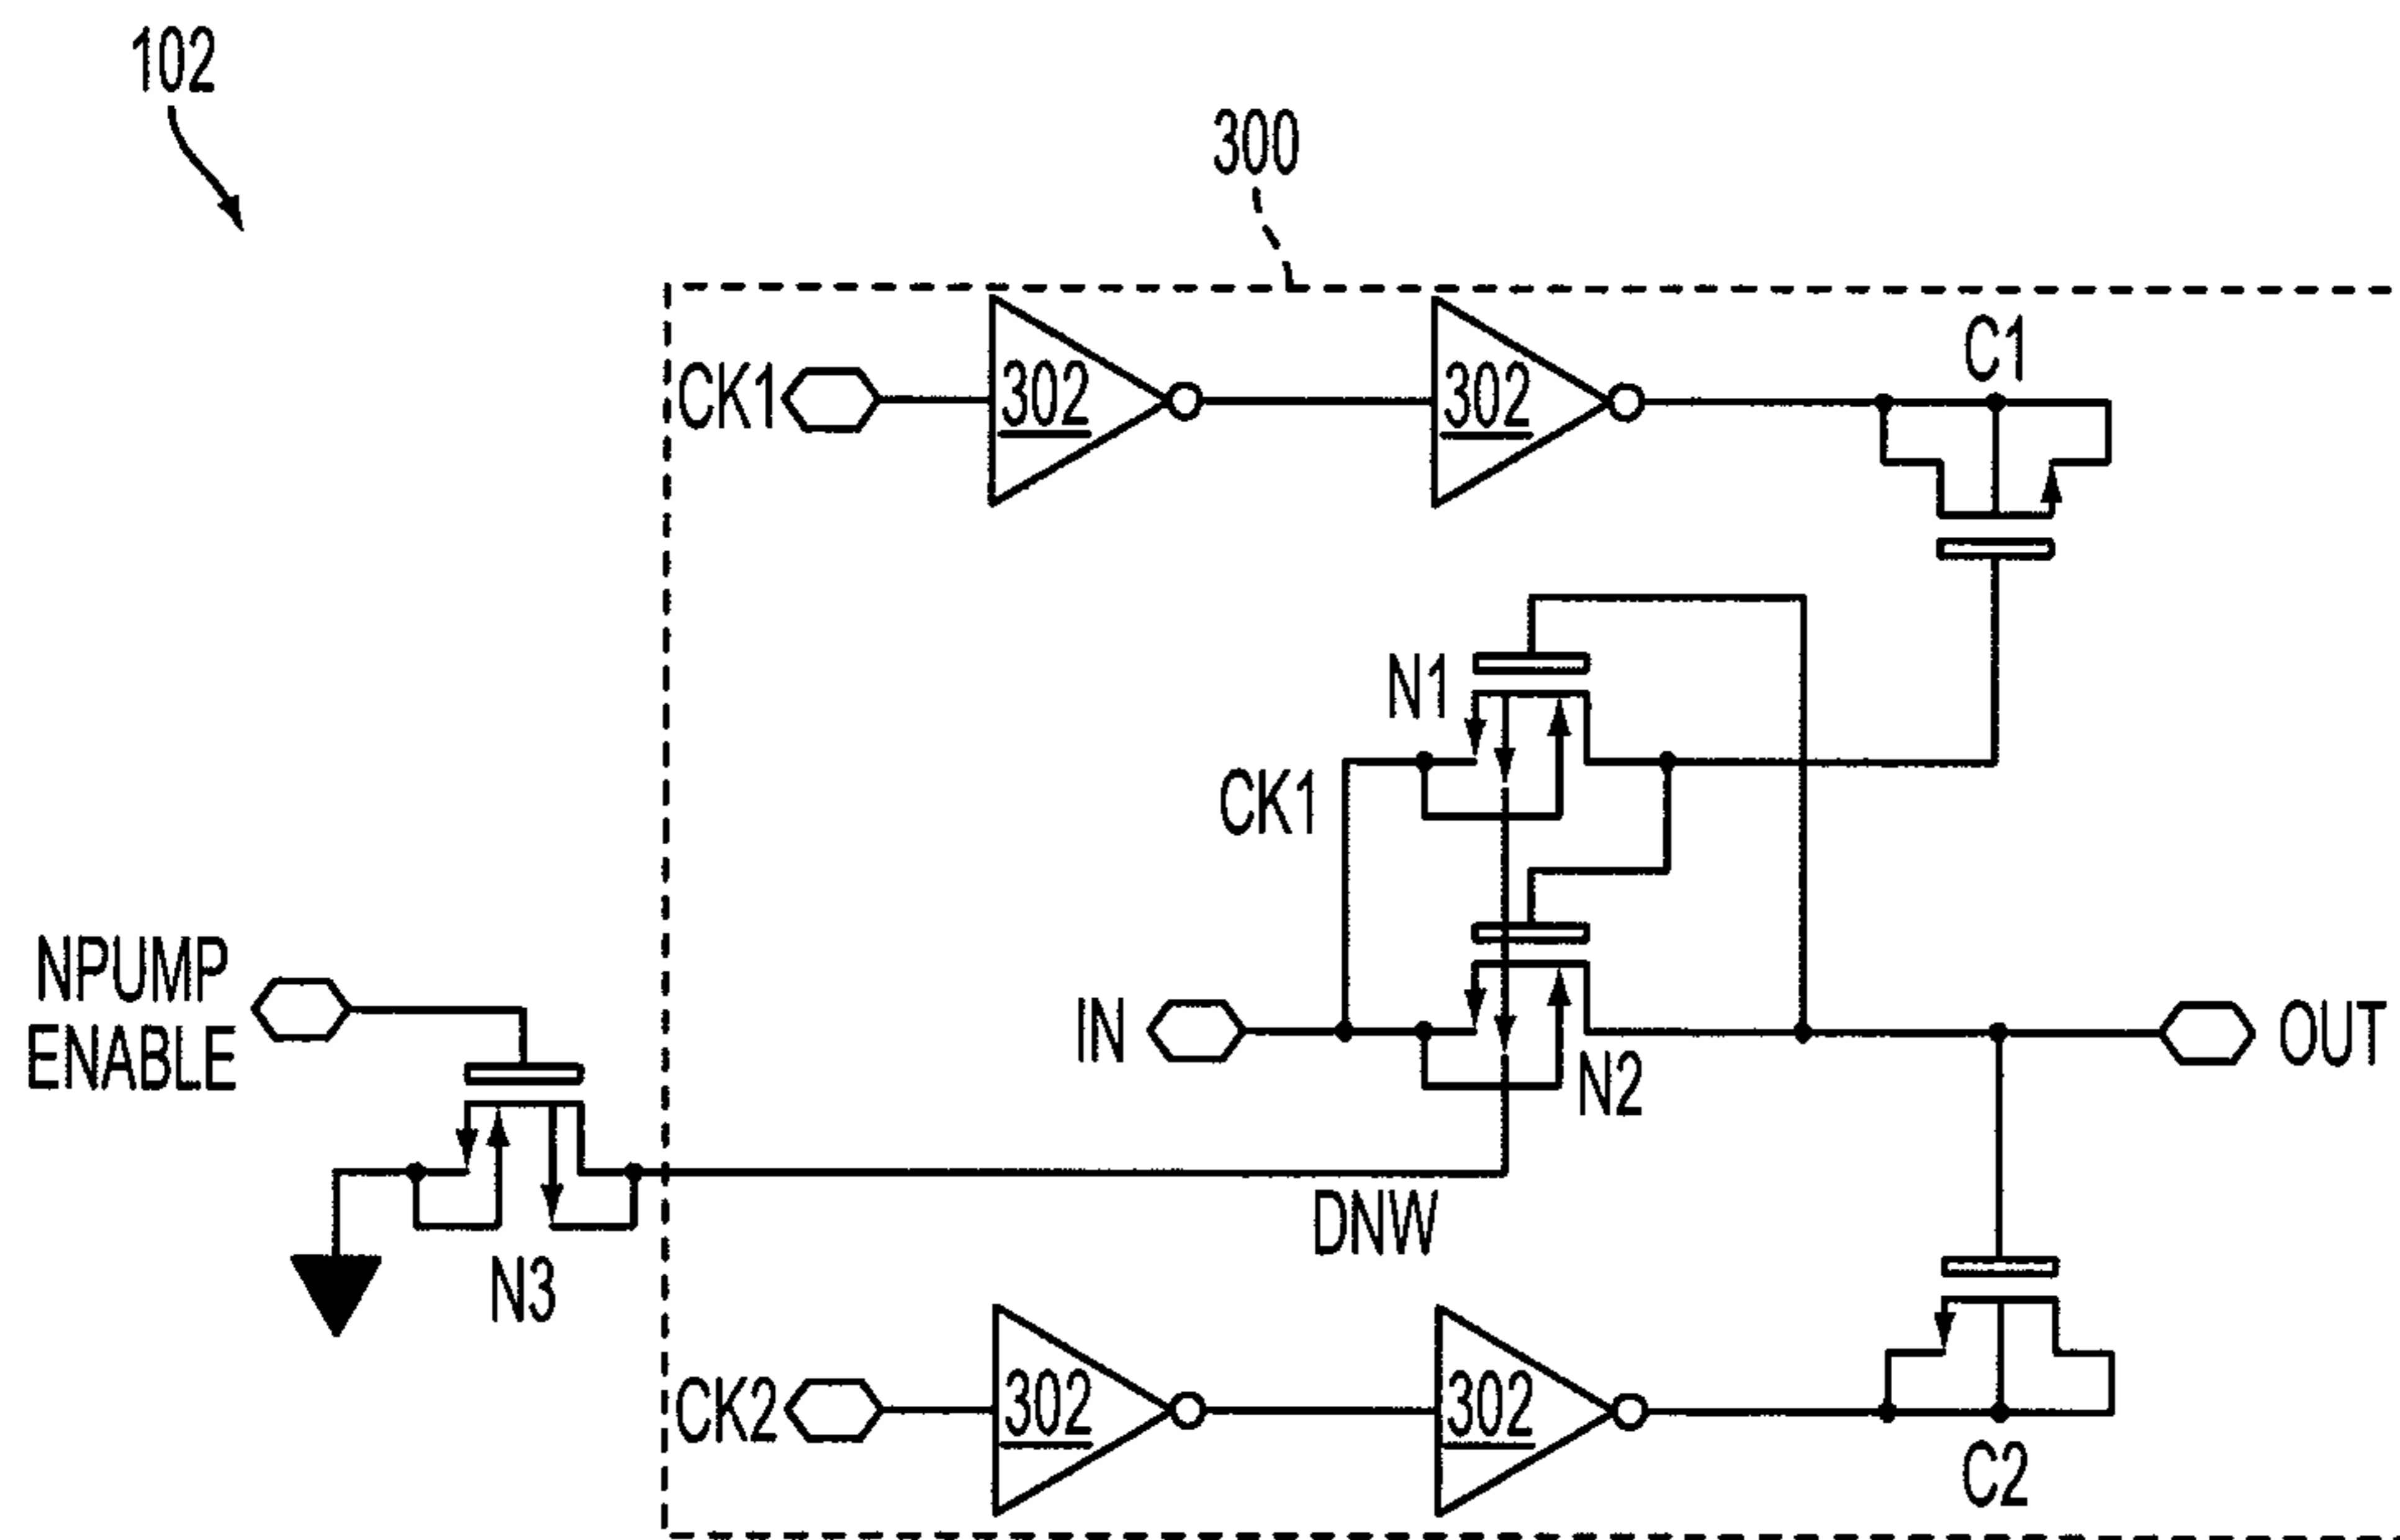 102
300
C1
CK1
302
302
N1
CK1
NPUMP
ENABLE
IN
OUT
N2
DNW
N3
CK2
302
302
C2